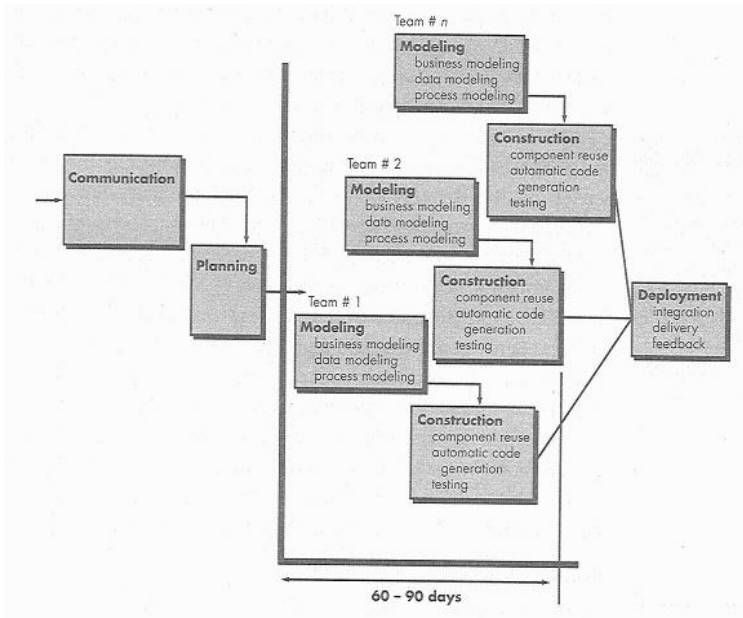 Team # n
Modeling
business modeling
data modeling
process modeling
Construction
component reuse
automatic code
generation
testing
Team # 2
Modeling
business modeling
data modeling
process modeling
Construction
component reuse
automatic code
generation
testing
Communication
Planning
Team # 1
Modeling
business modeling
data modeling
process modeling
Construction
component reuse
automatic code
generation
testing
Deployment
integration
delivery
feedback
60 – 90 days